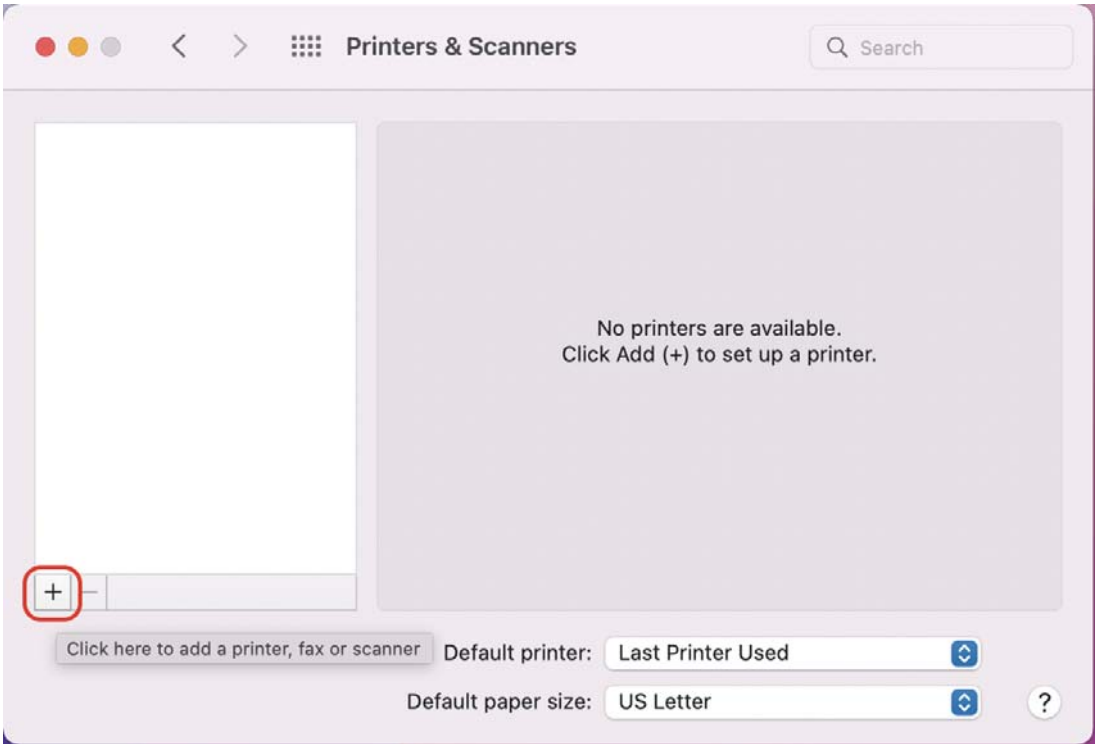 Printers & Scanners
Search
No printers are available.
Click Add (+) to set up a printer.
+ −
Click here to add a printer, fax or scanner
Default printer: Last Printer Used
Default paper size: US Letter
?